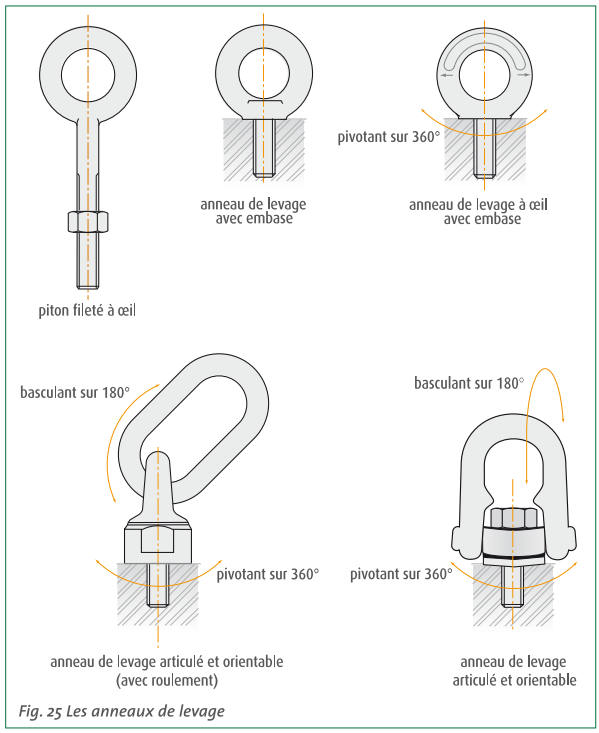 pivotant sur 360°
anneau de levage
avec embase
anneau de levage à œil
avec embase
piton fileté à œil
basculant sur 180°
basculant sur 180°
pivotant sur 360°
pivotant sur 360°
anneau de levage articulé et orientable
(avec roulement)
anneau de levage
articulé et orientable
Fig. 25 Les anneaux de levage